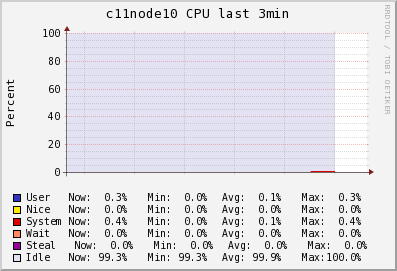 c11node10 CPU last 3min
RRDTOOL / TOBI OETIKER
Percent
100
80
60
40
20
0
User Now: 0.3% Min: 0.0% Avg: 0.1% Max: 0.3%
Nice Now: 0.0% Min: 0.0% Avg: 0.0% Max: 0.0%
System Now: 0.4% Min: 0.0% Avg: 0.1% Max: 0.4%
Wait Now: 0.0% Min: 0.0% Avg: 0.0% Max: 0.0%
Steal Now: 0.0% Min: 0.0% Avg: 0.0% Max: 0.0%
Idle Now: 99.3% Min: 99.3% Avg: 99.9% Max:100.0%